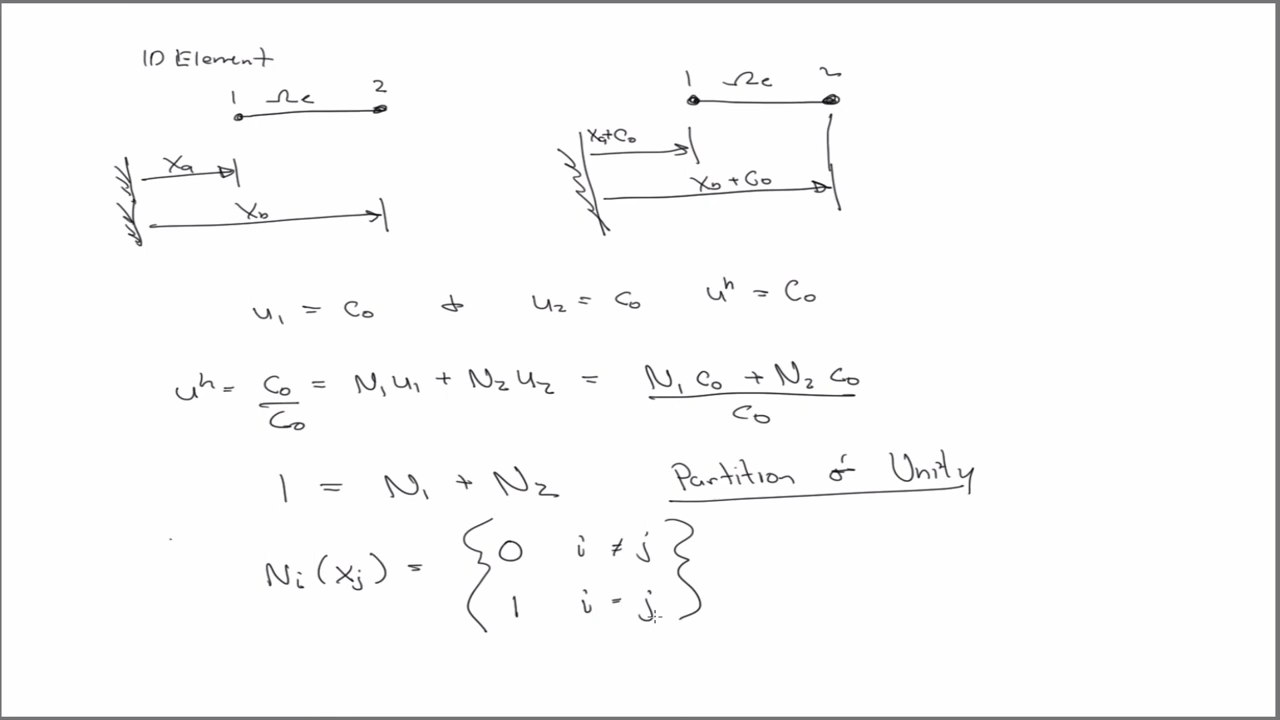 1D Element
1 Ωe 2
1 Ωe 2
xa
xb
xa+C0
xb + C0
u1 = C0 & u2 = C0 u^h = C0
u^h = C0/C0 = N1u1 + N2u2 = (N1 C0 + N2 C0)/C0
1 = N1 + N2 Partition of Unity
Ni(xj) = { 0 i ≠ j
1 i = j }